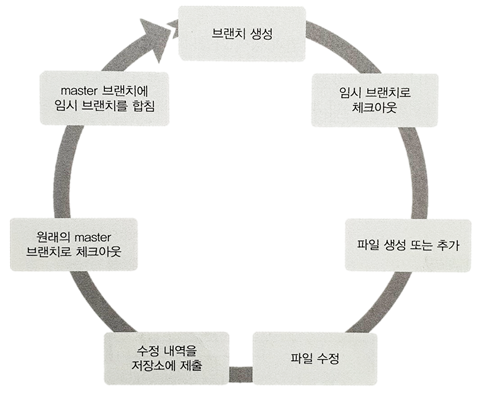 브랜치 생성
임시 브랜치로
체크아웃
파일 생성 또는 추가
파일 수정
수정 내역을
저장소에 제출
원래의 master
브랜치로 체크아웃
master 브랜치에
임시 브랜치를 합침